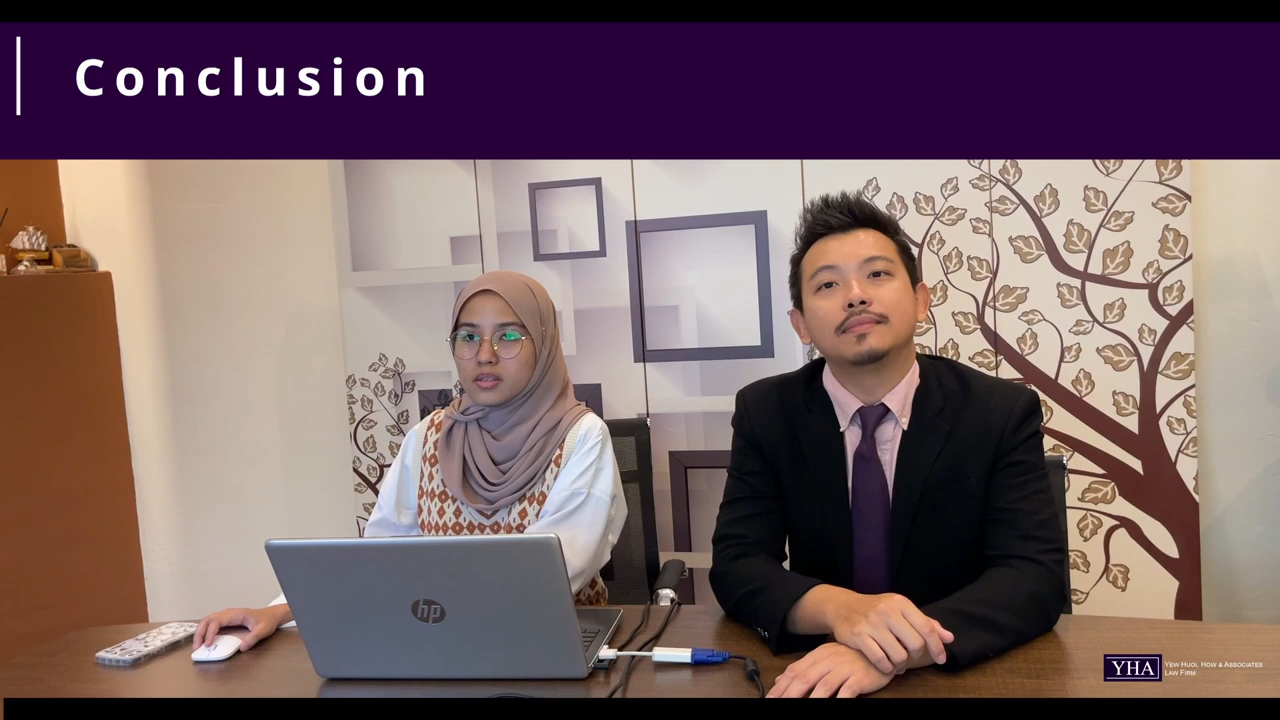 Conclusion
hp
YHA
Yew Huoi, How & Associates
Law Firm